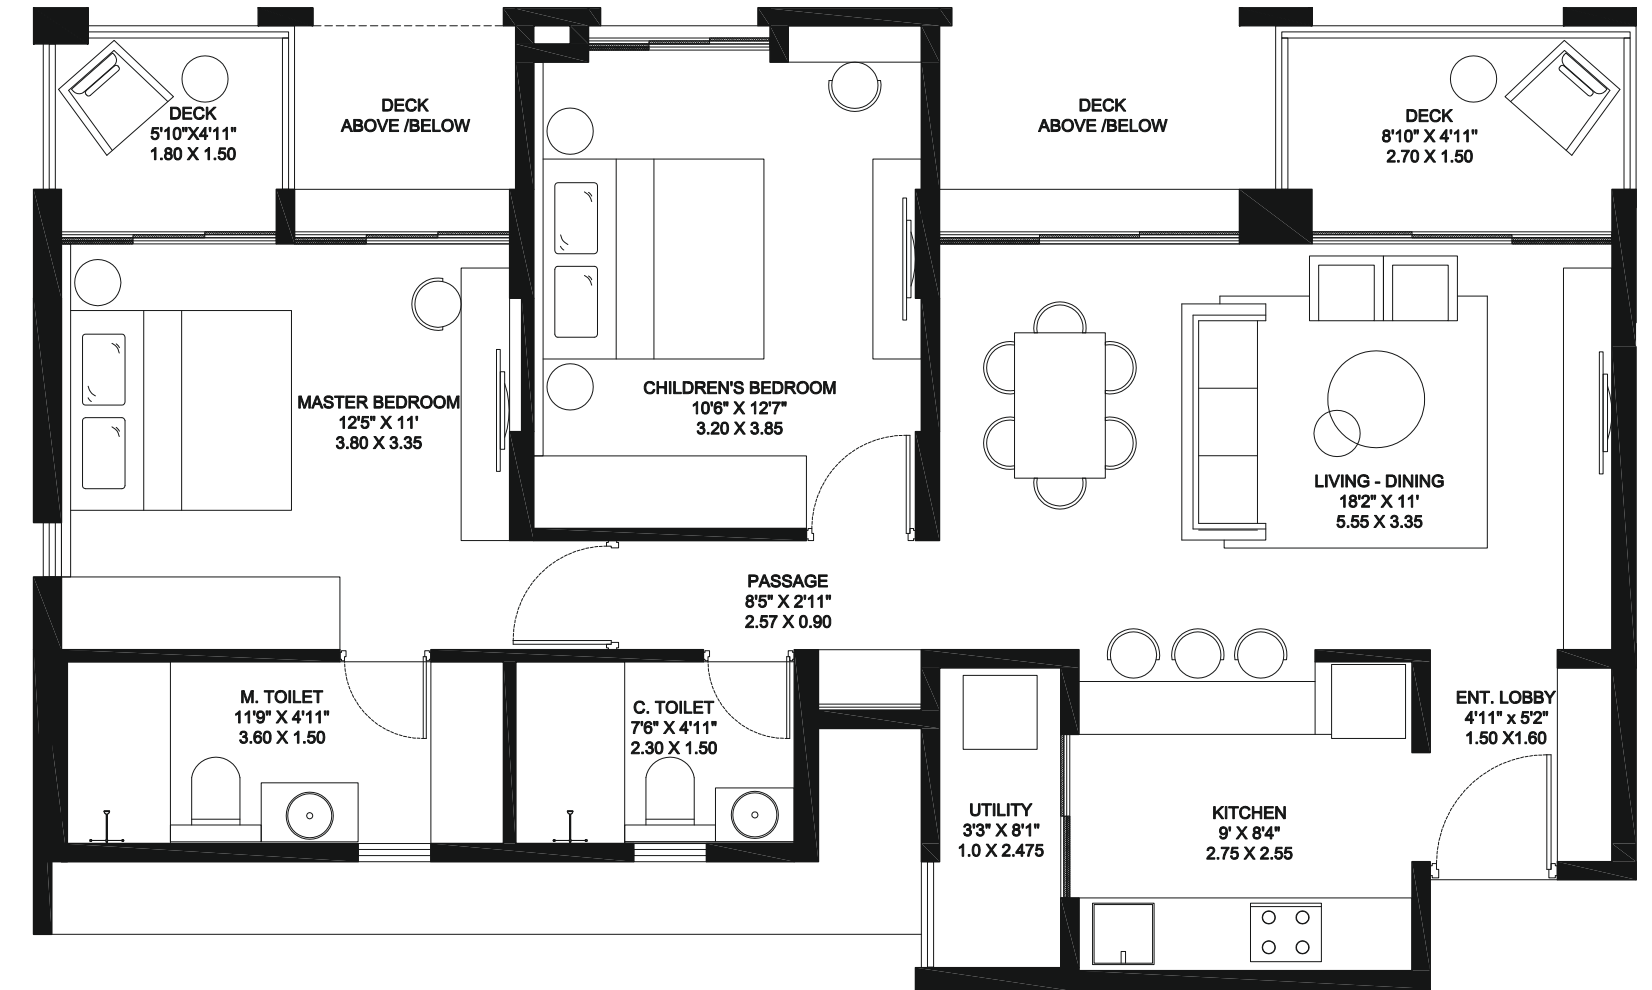 DECK
5'10"X4'11"
1.80 X 1.50
DECK
ABOVE /BELOW
DECK
ABOVE /BELOW
DECK
8'10" X 4'11"
2.70 X 1.50
MASTER BEDROOM
12'5" X 11'
3.80 X 3.35
CHILDREN'S BEDROOM
10'6" X 12'7"
3.20 X 3.85
LIVING - DINING
18'2" X 11'
5.55 X 3.35
PASSAGE
8'5" X 2'11"
2.57 X 0.90
M. TOILET
11'9" X 4'11"
3.60 X 1.50
C. TOILET
7'6" X 4'11"
2.30 X 1.50
ENT. LOBBY
4'11" x 5'2"
1.50 X1.60
UTILITY
3'3" X 8'1"
1.0 X 2.475
KITCHEN
9' X 8'4"
2.75 X 2.55